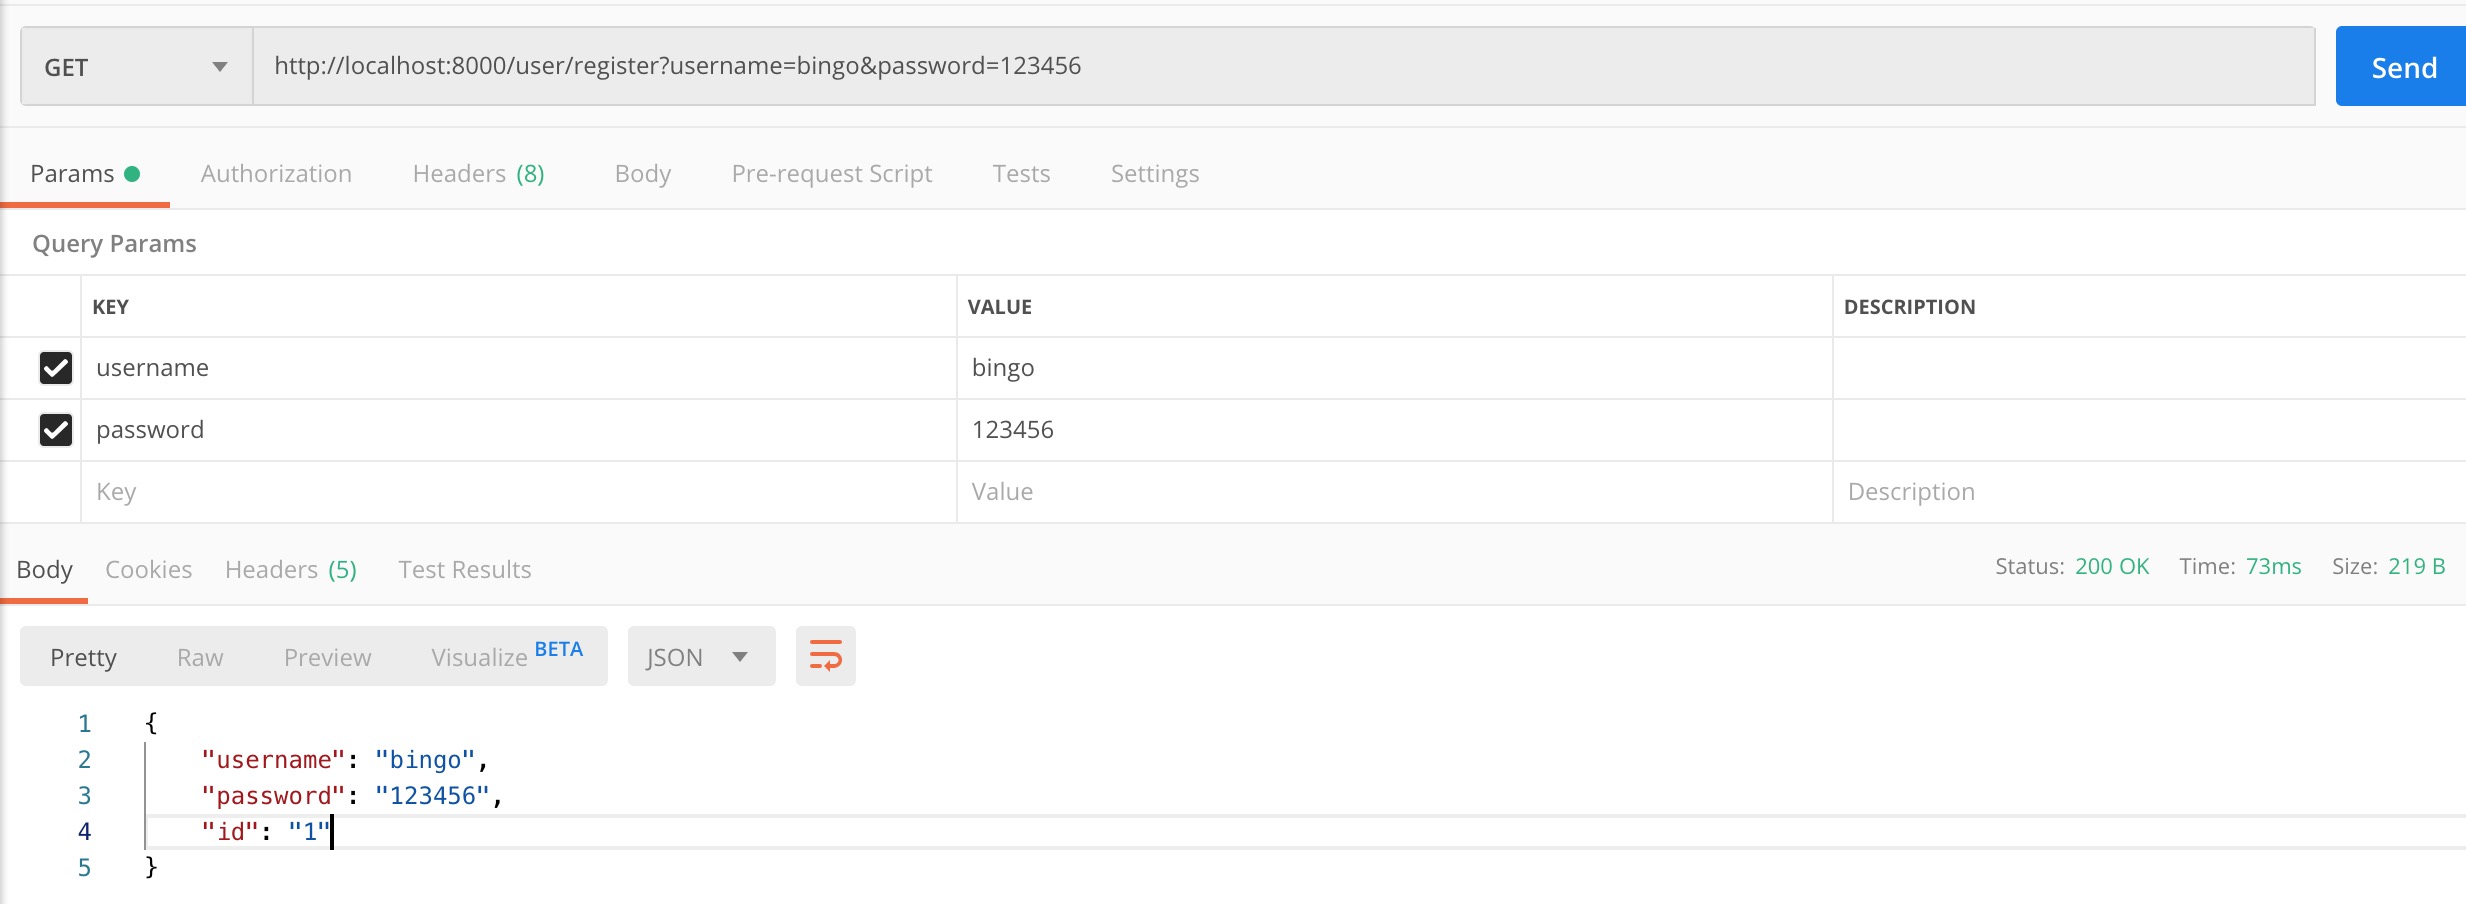 GET http://localhost:8000/user/register?username=bingo&password=123456 Send
Params Authorization Headers (8) Body Pre-request Script Tests Settings
Query Params
KEY VALUE DESCRIPTION
username bingo
password 123456
Key Value Description
Body Cookies Headers (5) Test Results Status: 200 OK Time: 73ms Size: 219 B
Pretty Raw Preview Visualize BETA JSON
1 {
2 "username": "bingo",
3 "password": "123456",
4 "id": "1"
5 }